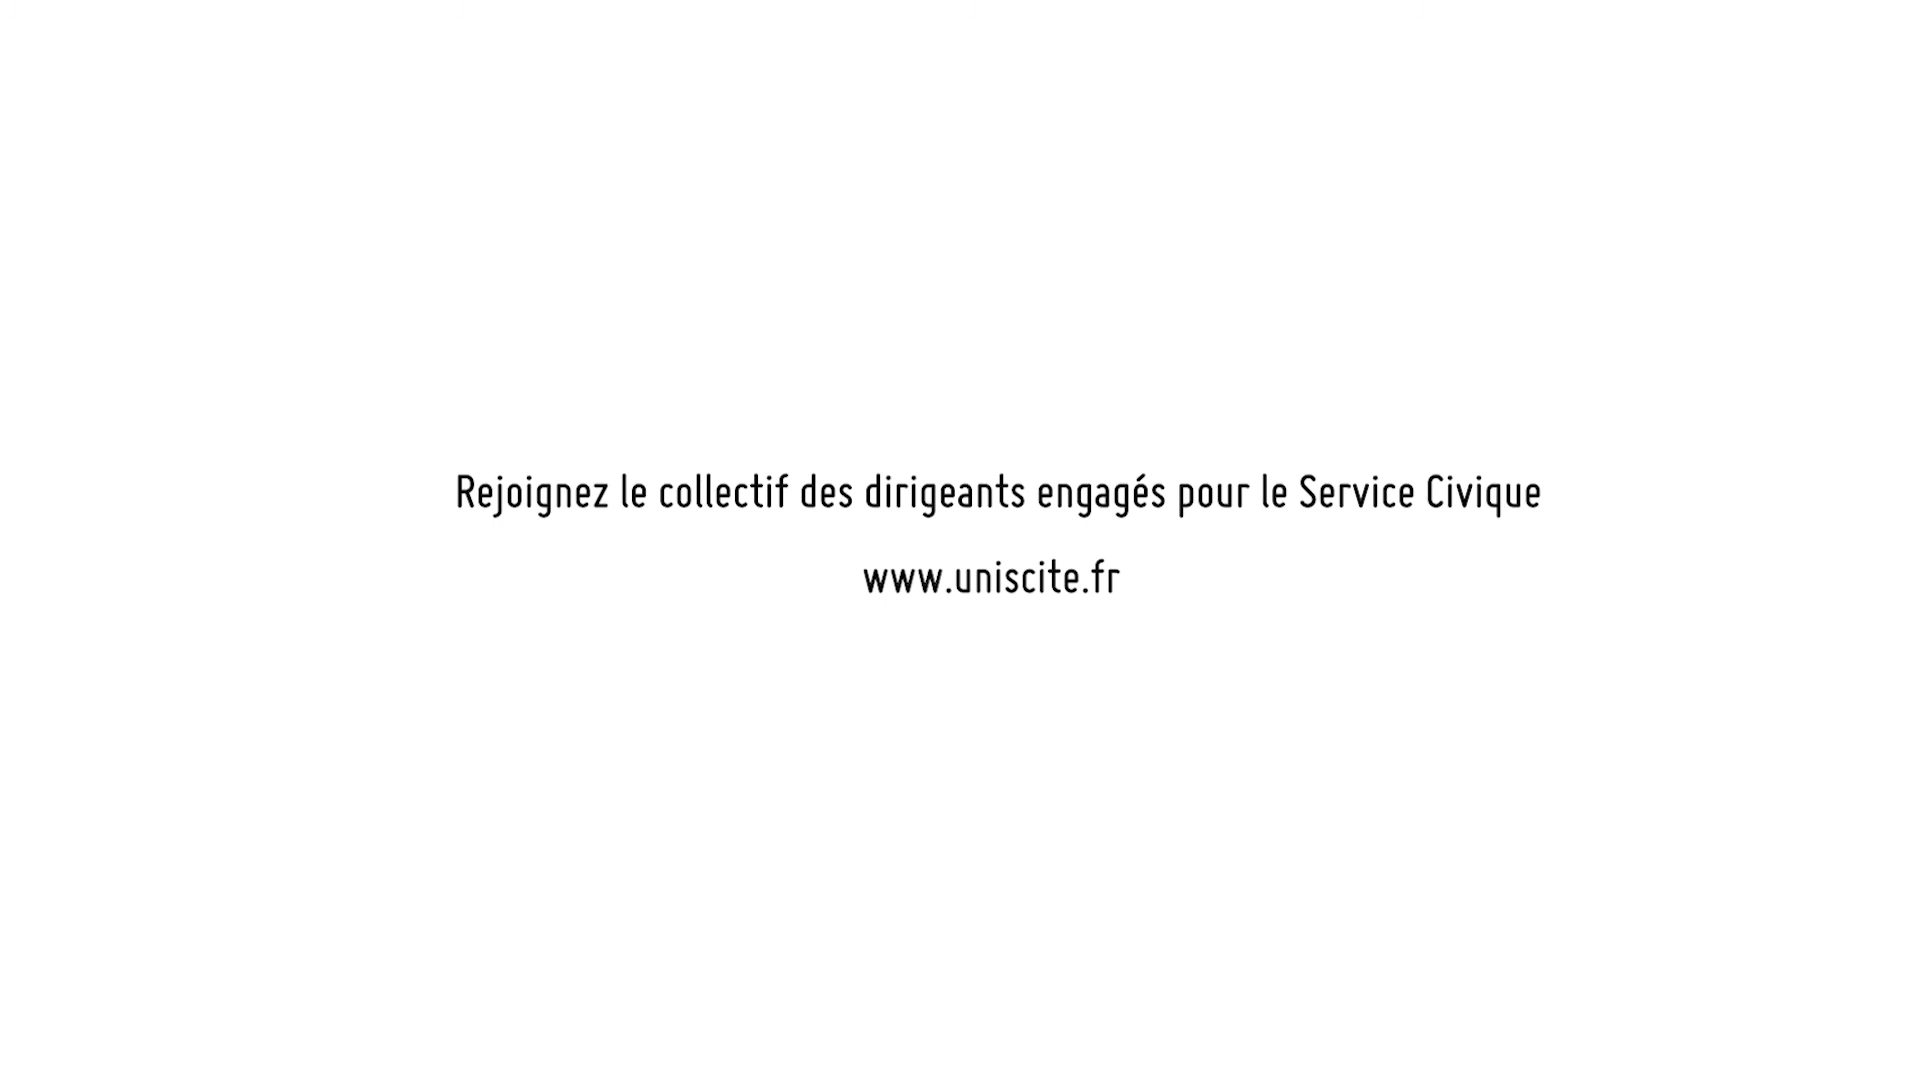 Rejoignez le collectif des dirigeants engagés pour le Service Civique
www.uniscite.fr